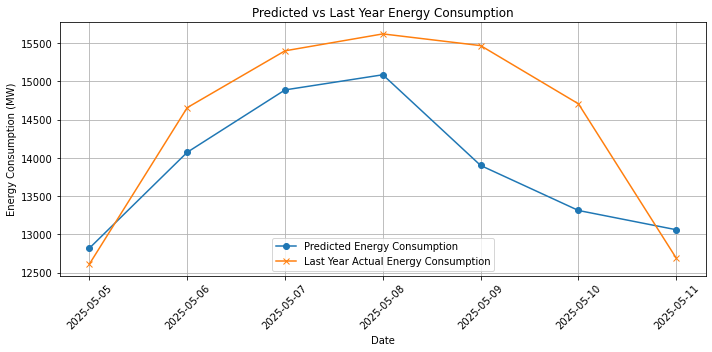 Predicted vs Last Year Energy Consumption
Energy Consumption (MW)
15500
15000
14500
14000
13500
13000
12500
Predicted Energy Consumption
Last Year Actual Energy Consumption
2025-05-05
2025-05-06
2025-05-07
2025-05-08
2025-05-09
2025-05-10
2025-05-11
Date